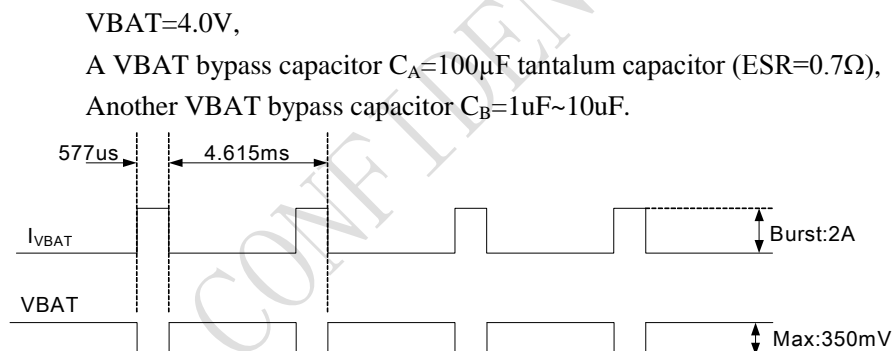 VBAT=4.0V,
A VBAT bypass capacitor CA=100µF tantalum capacitor (ESR=0.7Ω),
Another VBAT bypass capacitor CB=1uF~10uF.
577us 4.615ms
IVBAT
Burst:2A
VBAT
Max:350mV
CONFIDEN